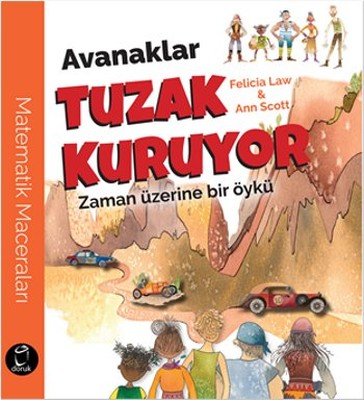 Avanaklar
TUZAK
Felicia Law
&
Ann Scott
KURUYOR
Zaman üzerine bir öykü
Matematik Maceraları
doruk